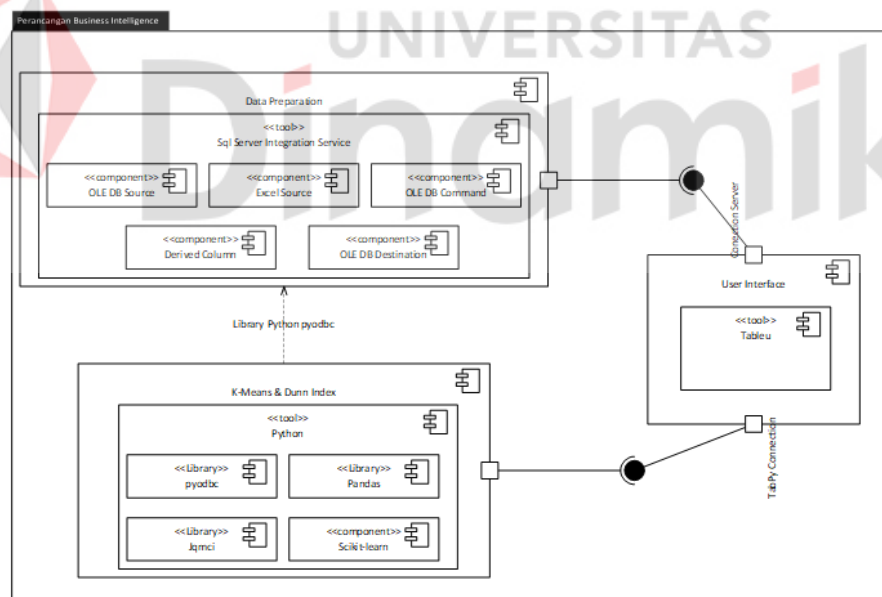 Perancangan Business Intelligence
UNIVERSITAS
Dinamik
Data Preparation
<<tool>>
Sql Server Integration Service
<<component>>
OLE DB Source
<<component>>
Excel Source
<<component>>
OLE DB Command
<<component>>
Derived Column
<<component>>
OLE DB Destination
Conection Server
User Interface
<<tool>>
Tableu
Library Python pyodbc
K-Means & Dunn Index
<<tool>>
Python
<<Library>>
pyodbc
<<Library>>
Pandas
<<Library>>
Jqmci
<<component>>
Scikit-learn
TabPy Connection